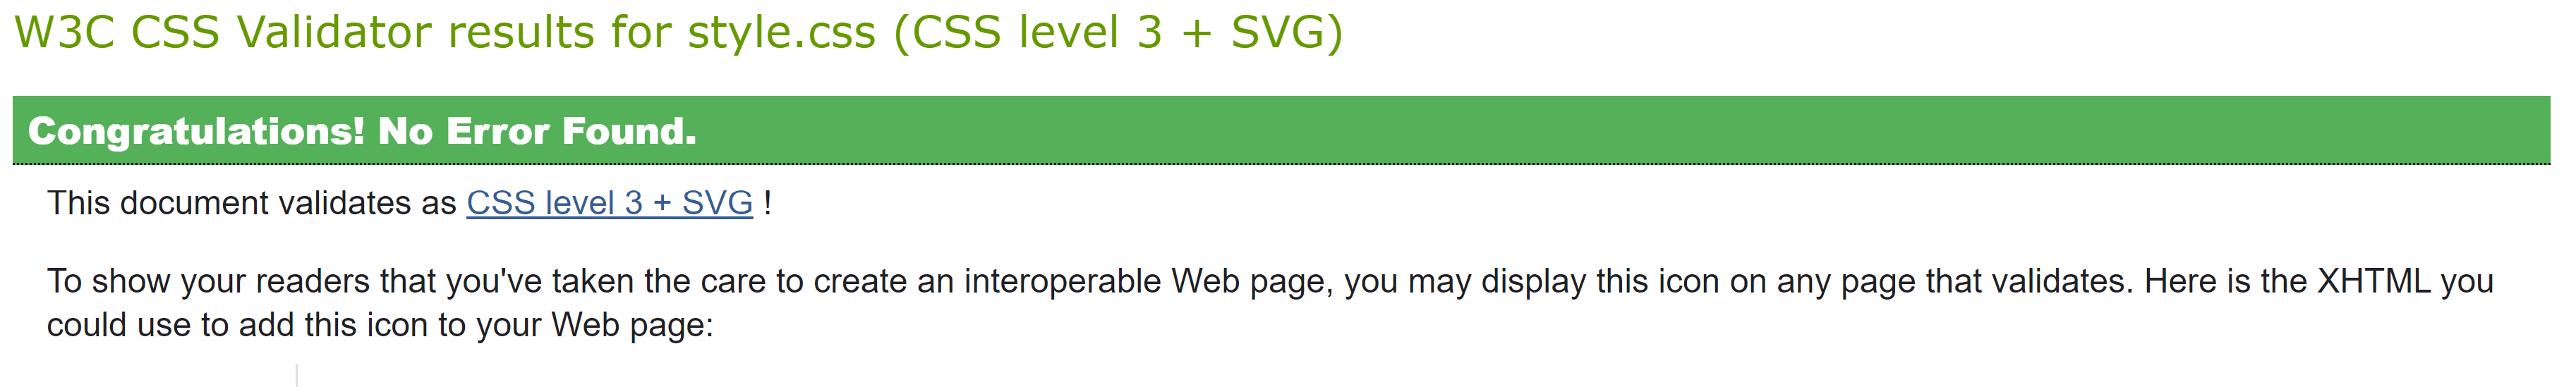 W3C CSS Validator results for style.css (CSS level 3 + SVG)
Congratulations! No Error Found.
This document validates as CSS level 3 + SVG !
To show your readers that you've taken the care to create an interoperable Web page, you may display this icon on any page that validates. Here is the XHTML you
could use to add this icon to your Web page: